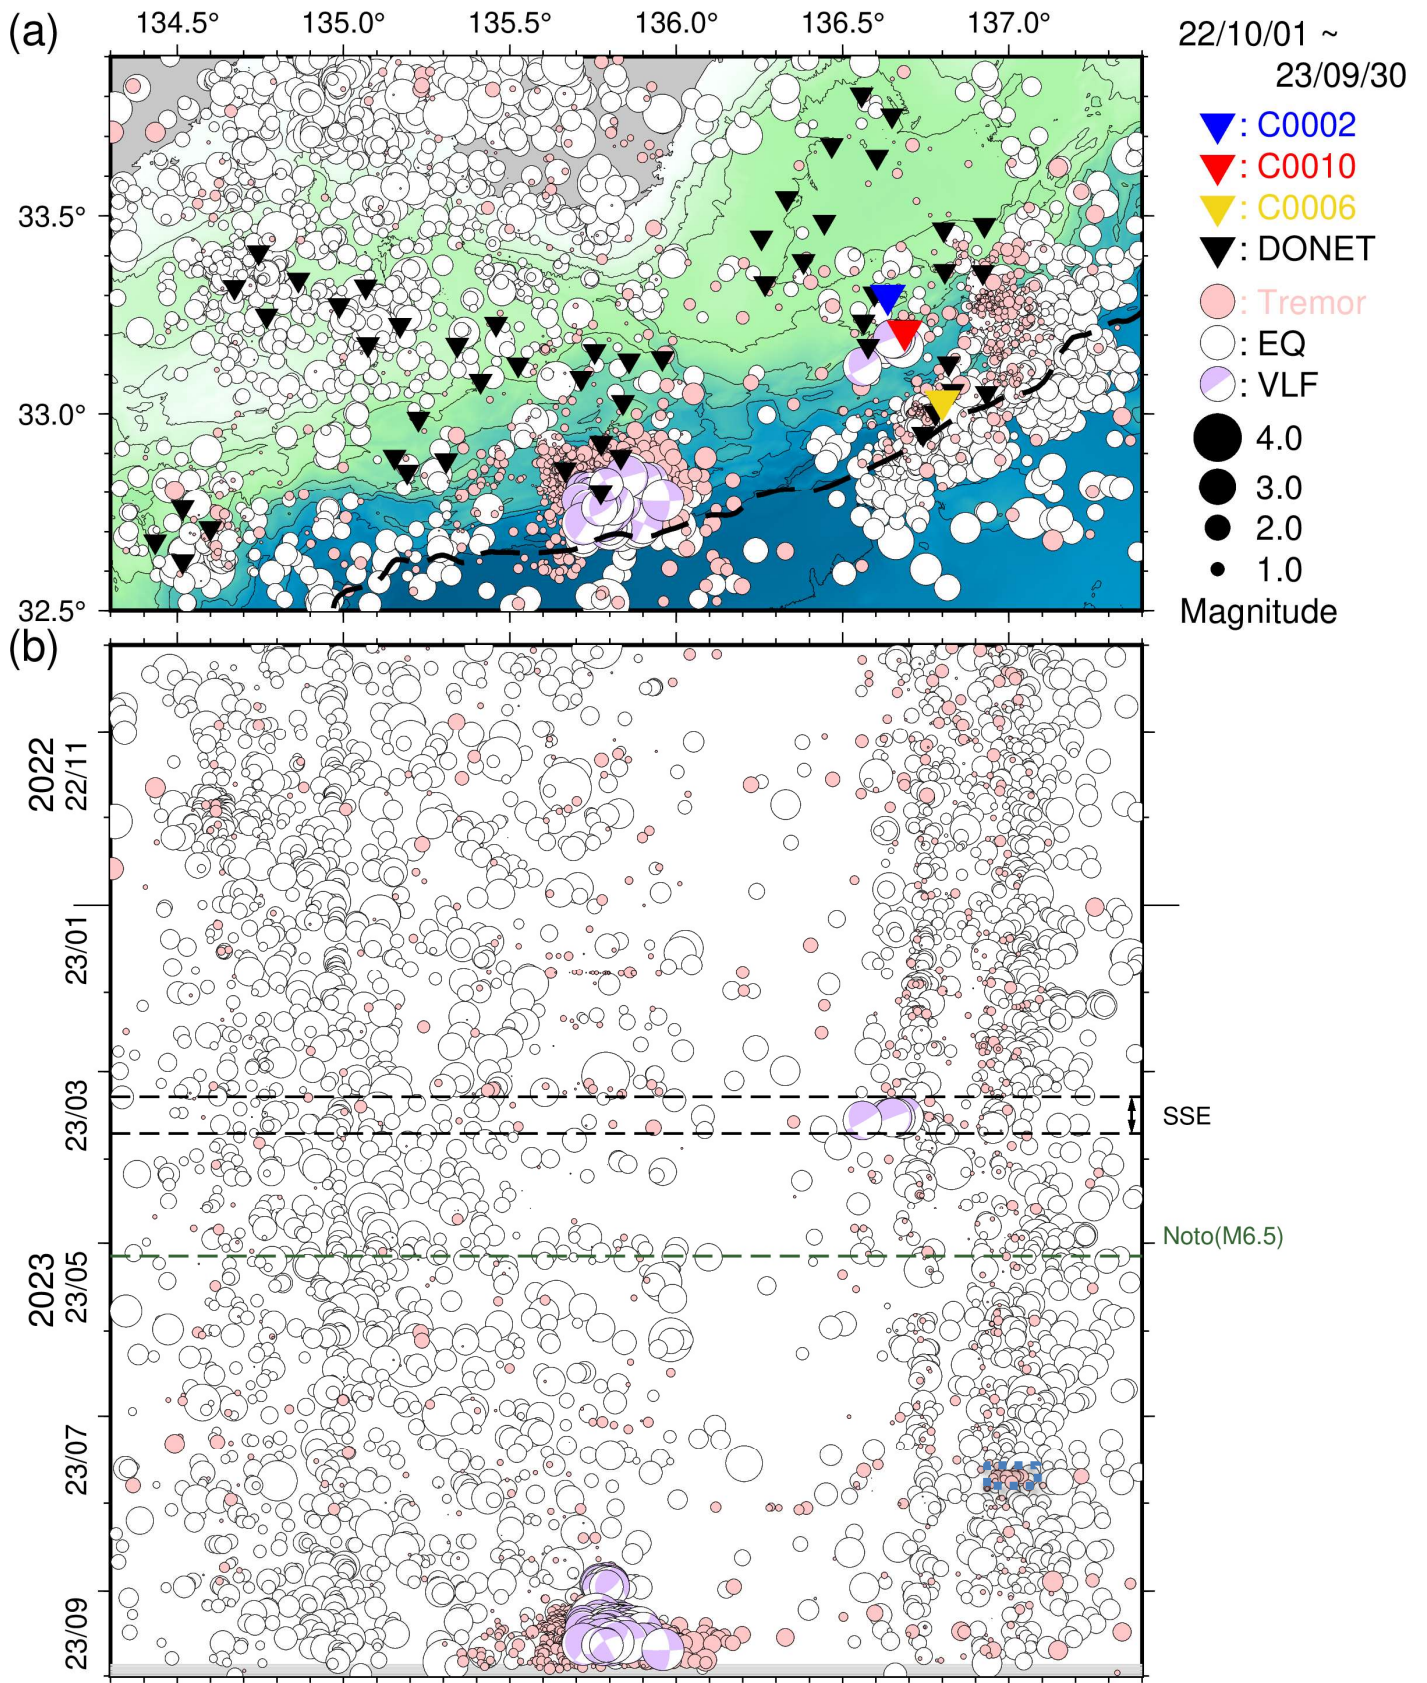 (a)
134.5° 135.0° 135.5° 136.0° 136.5° 137.0°
33.5°
33.0°
32.5°
22/10/01 ~
23/09/30
: C0002
: C0010
: C0006
: DONET
: Tremor
: EQ
: VLF
4.0
3.0
2.0
1.0
Magnitude
(b)
2022
22/11
23/01
23/03
2023
23/05
23/07
23/09
SSE
Noto(M6.5)